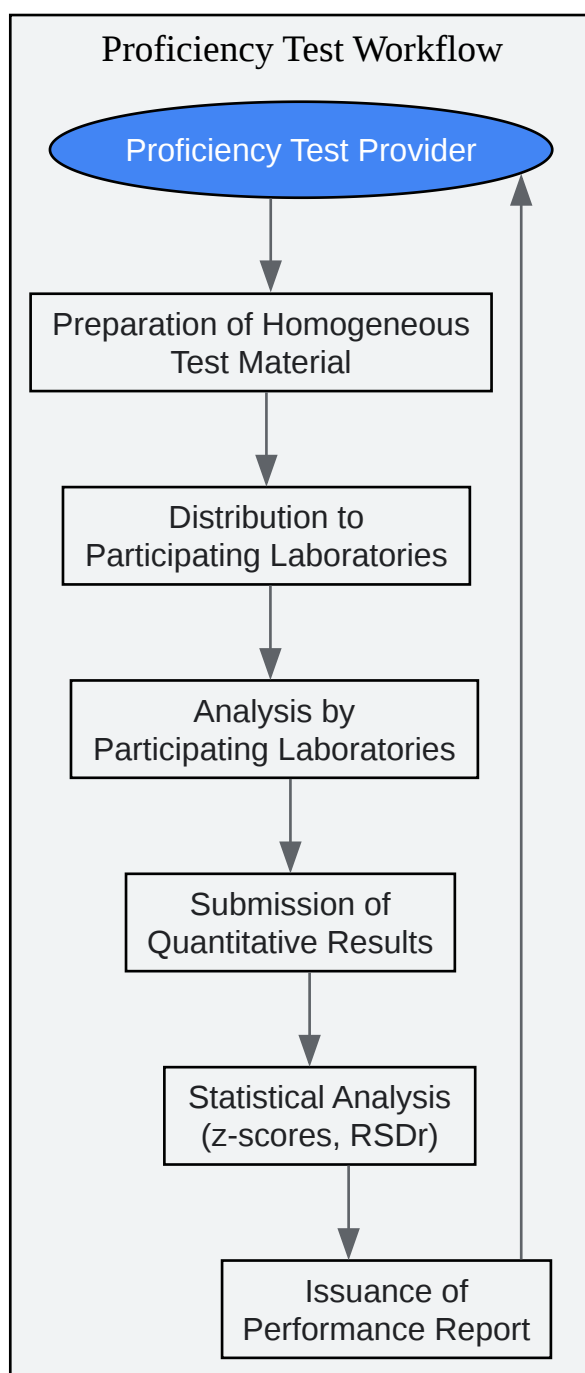 Proficiency Test Workflow
Proficiency Test Provider
Preparation of Homogeneous
Test Material
Distribution to
Participating Laboratories
Analysis by
Participating Laboratories
Submission of
Quantitative Results
Statistical Analysis
(z-scores, RSDr)
Issuance of
Performance Report